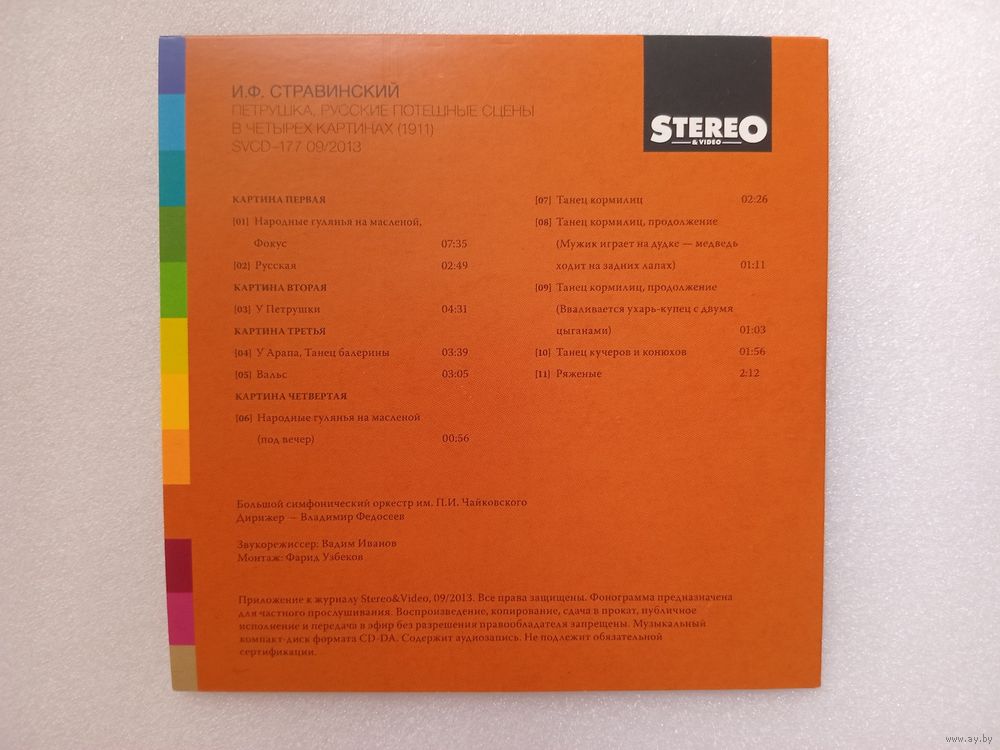 И.Ф. СТРАВИНСКИЙ
ПЕТРУШКА, РУССКИЕ ПОТЕШНЫЕ СЦЕНЫ
В ЧЕТЫРЕХ КАРТИНАХ (1911)
SVCD-177 09/2013
STEREO
& VIDEO
КАРТИНА ПЕРВАЯ
[01] Народные гулянья на масленой,
Фокус 07:35
[02] Русская 02:49
КАРТИНА ВТОРАЯ
[03] У Петрушки 04:31
КАРТИНА ТРЕТЬЯ
[04] У Арапа, Танец балерины 03:39
[05] Вальс 03:05
КАРТИНА ЧЕТВЕРТАЯ
[06] Народные гулянья на масленой
(под вечер) 00:56
[07] Танец кормилиц 02:26
[08] Танец кормилиц, продолжение
(Мужик играет на дудке — медведь
ходит на задних лапах) 01:11
[09] Танец кормилиц, продолжение
(Вваливается ухарь-купец с двумя
цыганами) 01:03
[10] Танец кучеров и конюхов 01:56
[11] Ряженые 2:12
Большой симфонический оркестр им. П.И. Чайковского
Дирижер — Владимир Федосеев
Звукорежиссер: Вадим Иванов
Монтаж: Фарид Узбеков
Приложение к журналу Stereo&Video, 09/2013. Все права защищены. Фонограмма предназначена
для частного прослушивания. Воспроизведение, копирование, сдача в прокат, публичное
исполнение и передача в эфир без разрешения правообладателя запрещены. Музыкальный
компакт-диск формата CD-DA. Содержит аудиозапись. Не подлежит обязательной
сертификации.
www.ay.by